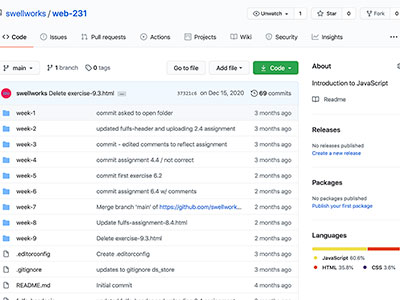 swellworks / web-231
Unwatch 1 Star 0 Fork
Code Issues Pull requests Actions Projects Wiki Security Insights
main 1 branch 0 tags Go to file Add file Code
swellworks Delete exercise-9.3.html ... 37321c6 on Dec 15, 2020 69 commits
week-1 commit asked to open folder 3 months ago
week-2 updated fulfs-header and uploading 2.4 assignment 3 months ago
week-3 commit - edited comments to reflect assignment 3 months ago
week-4 commit assignment 4.4 / not correct 3 months ago
week-5 commit first exercise 6.2 3 months ago
week-6 commit assignment 6.4 w/ comments 3 months ago
week-7 Merge branch 'main' of https://github.com/swellwork... 3 months ago
week-8 Update fulfs-assignment-8.4.html 2 months ago
week-9 Delete exercise-9.3.html 2 months ago
.editorconfig Create .editorconfig 3 months ago
.gitignore updates to gitignore ds_store 3 months ago
README.md Initial commit 4 months ago
About
Introduction to JavaScript
Readme
Releases
No releases published
Create a new release
Packages
No packages published
Publish your first package
Languages
JavaScript 60.6%
HTML 35.8% CSS 3.6%